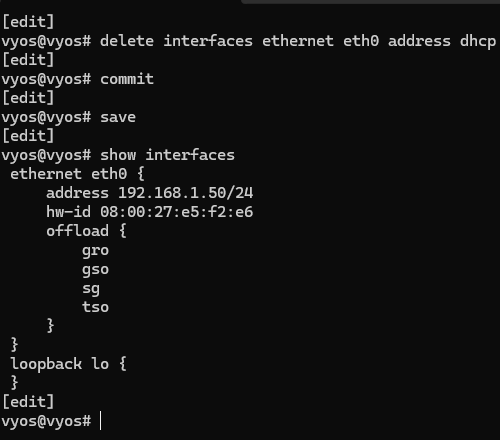 [edit]
vyos@vyos# delete interfaces ethernet eth0 address dhcp
[edit]
vyos@vyos# commit
[edit]
vyos@vyos# save
[edit]
vyos@vyos# show interfaces
 ethernet eth0 {
     address 192.168.1.50/24
     hw-id 08:00:27:e5:f2:e6
     offload {
         gro
         gso
         sg
         tso
     }
 }
 loopback lo {
 }
[edit]
vyos@vyos#